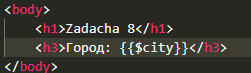 <body>
<h1>Zadacha 8</h1>
<h3>Город: {{$city}}</h3>
</body>